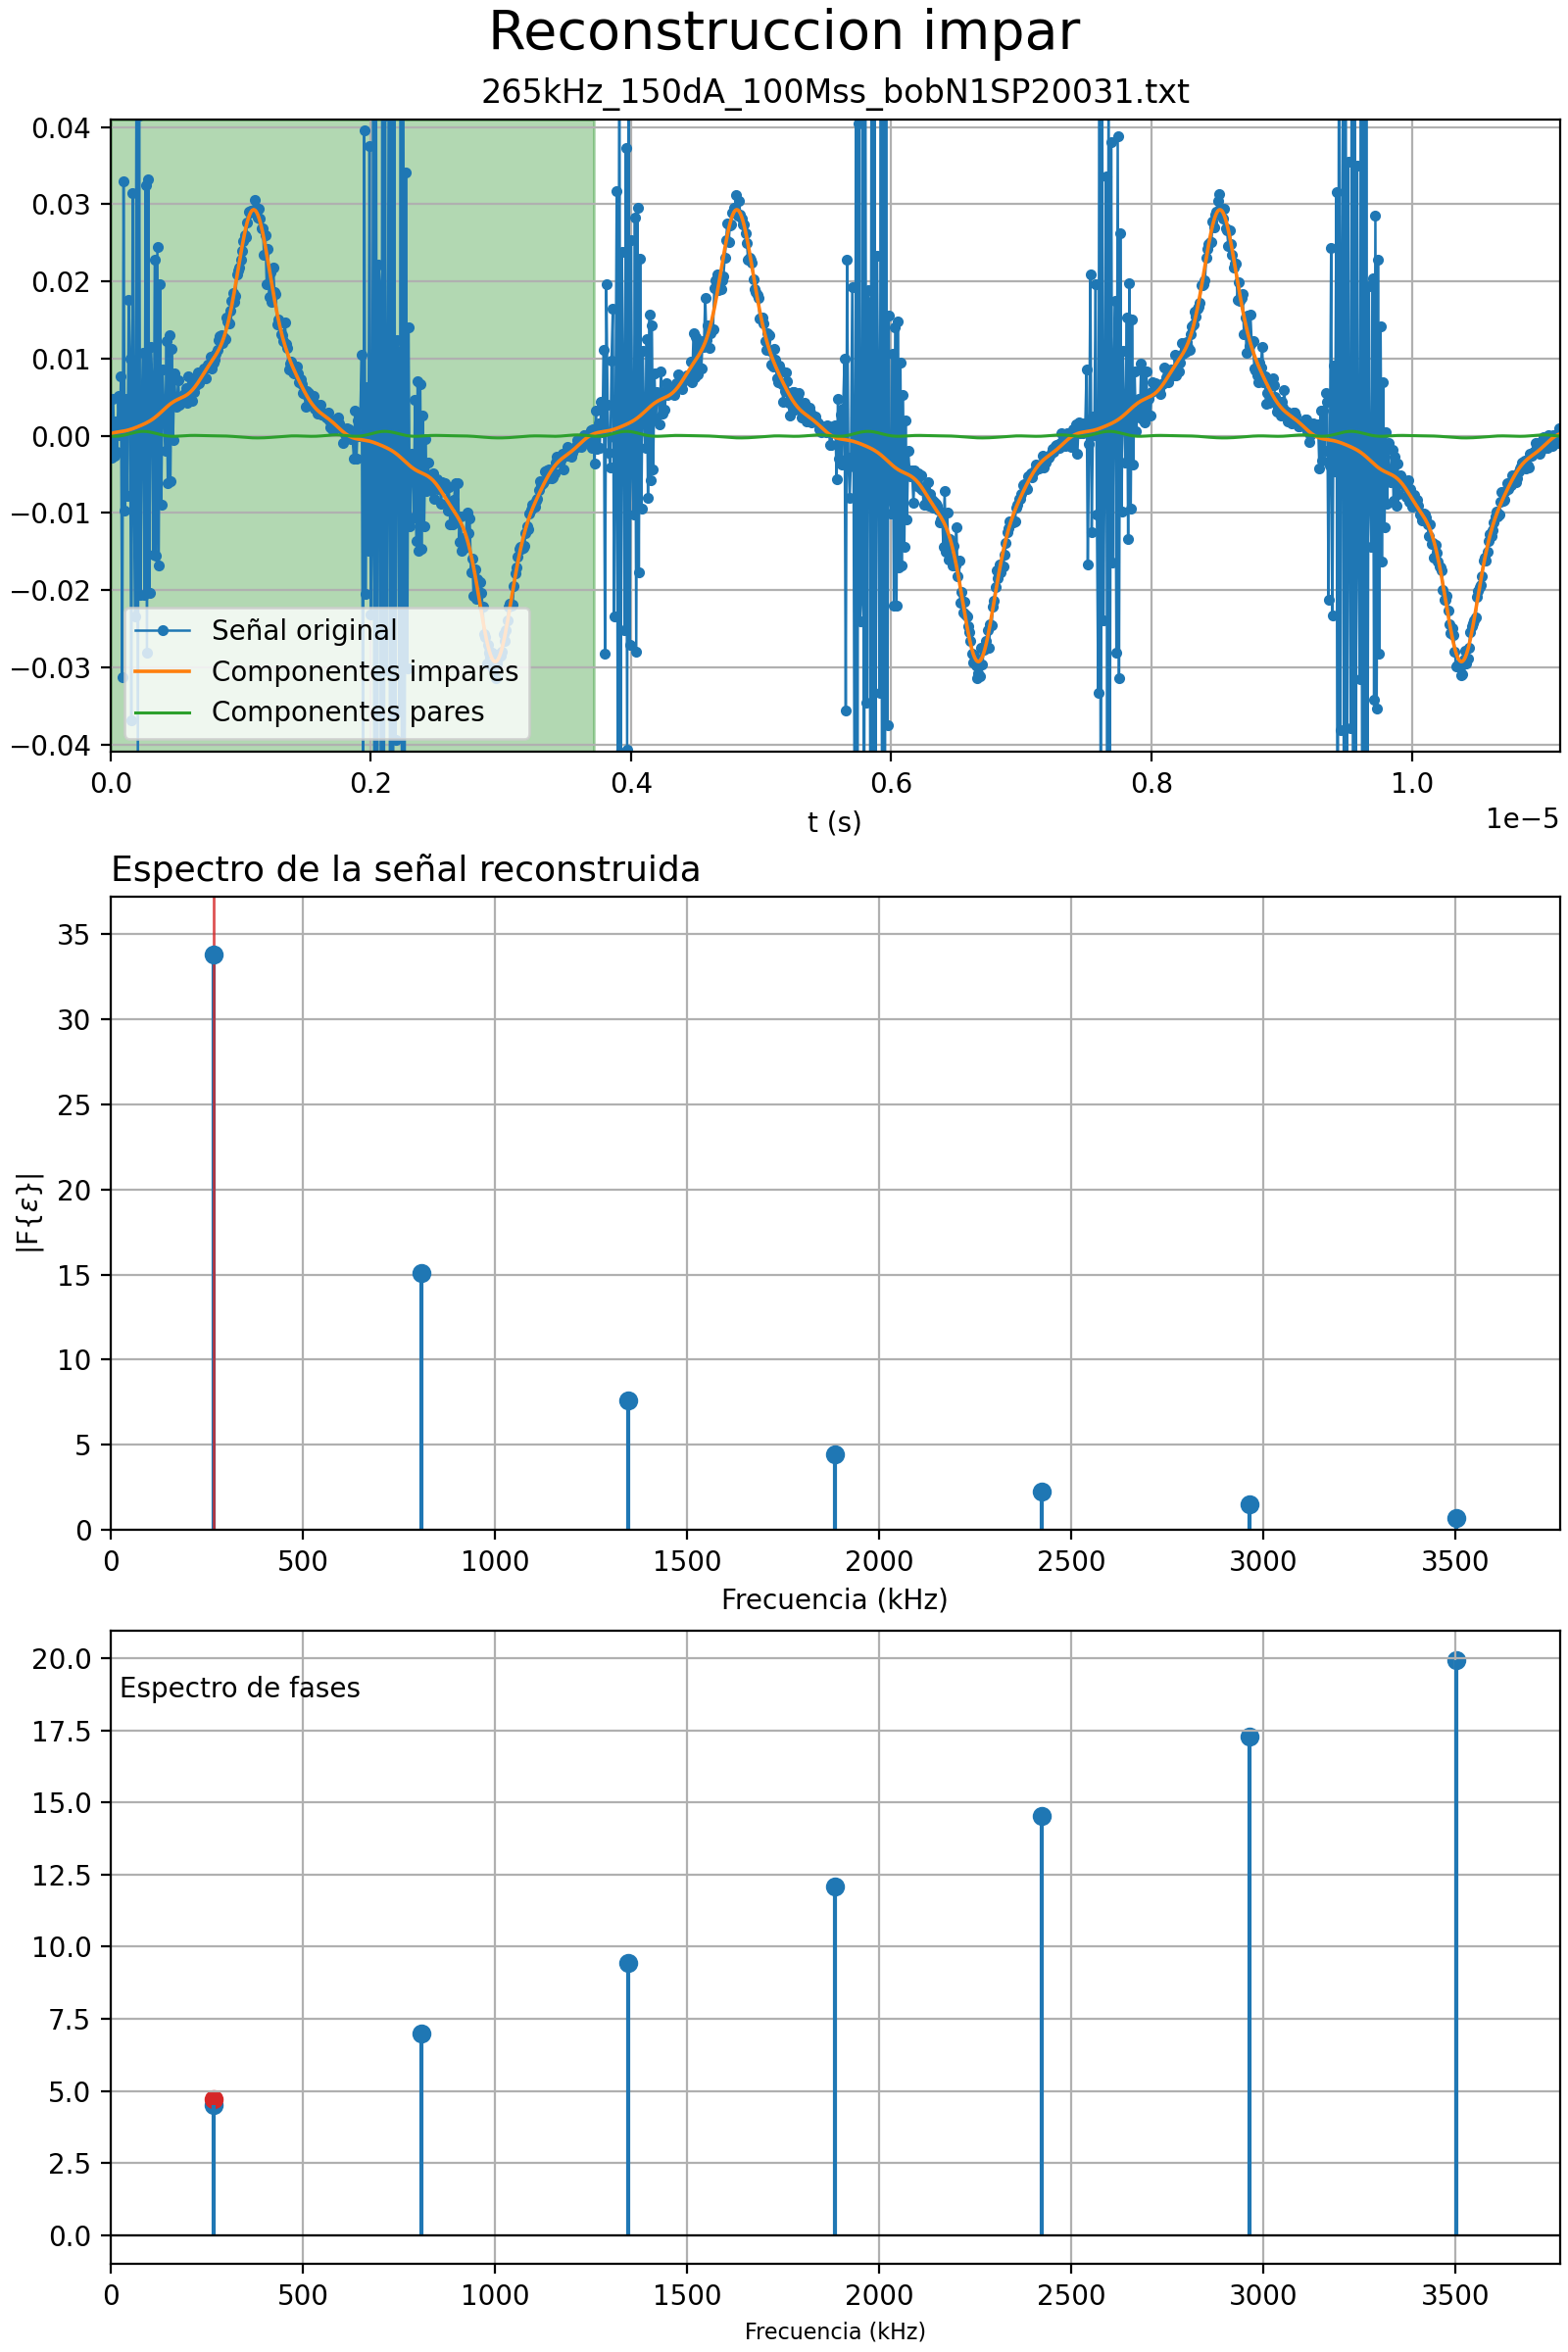 Reconstruccion impar
265kHz_150dA_100Mss_bobN1SP20031.txt
0.04
0.03
0.02
0.01
0.00
−0.01
−0.02
−0.03
−0.04
Señal original
Componentes impares
Componentes pares
0.0 0.2 0.4 0.6 0.8 1.0
t (s)
1e−5
Espectro de la señal reconstruida
35
30
25
20
15
10
5
0
|F{ε}|
0 500 1000 1500 2000 2500 3000 3500
Frecuencia (kHz)
20.0
17.5
15.0
12.5
10.0
7.5
5.0
2.5
0.0
Espectro de fases
0 500 1000 1500 2000 2500 3000 3500
Frecuencia (kHz)